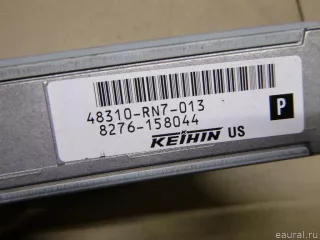 48310-RN7-013
P
8276-158044
KEIHIN US
eaural.ru